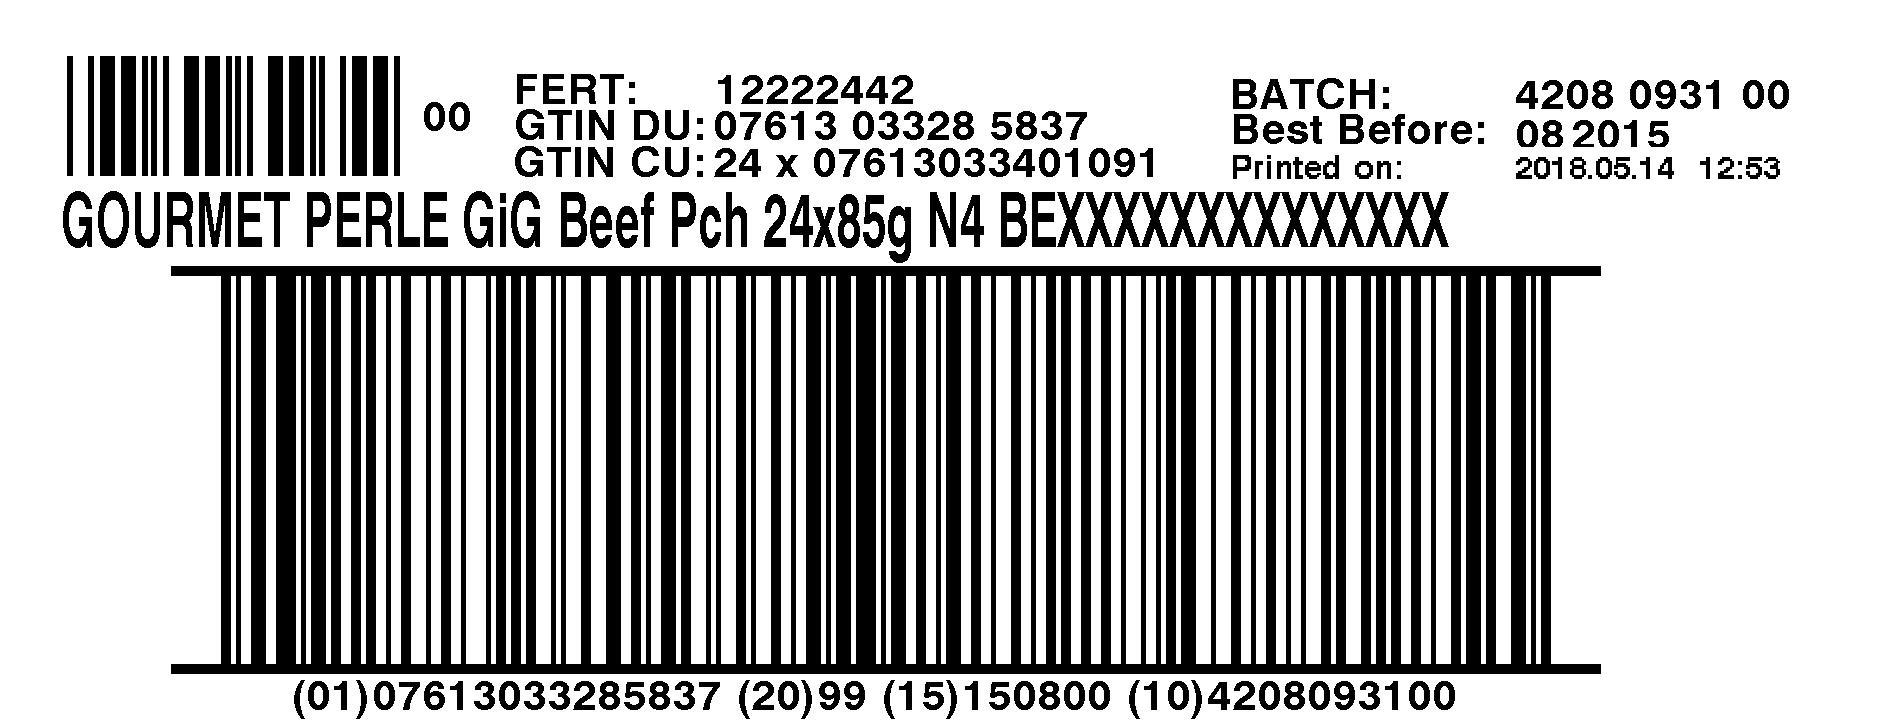 00
FERT: 12222442
GTIN DU: 07613 03328 5837
GTIN CU: 24 x 07613033401091
BATCH: 4208 0931 00
Best Before: 08 2015
Printed on: 2018.05.14 12:53
GOURMET PERLE GiG Beef Pch 24x85g N4 BEXXXXXXXXXXXXXX
(01)07613033285837 (20)99 (15)150800 (10)4208093100